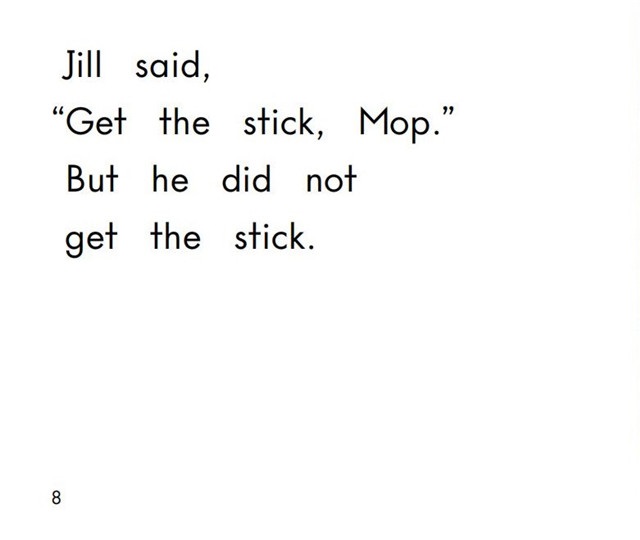 Jill said,
“Get the stick, Mop.”
But he did not
get the stick.
8